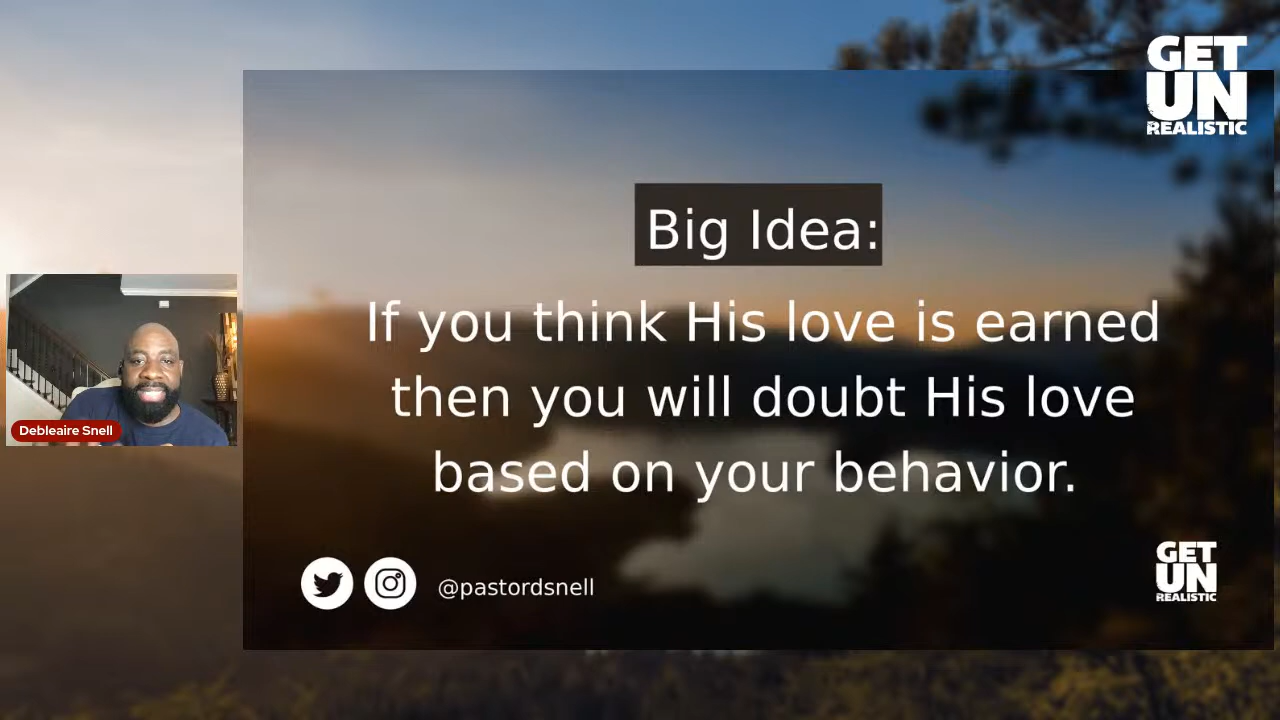 GET
UN
REALISTIC
Big Idea:
If you think His love is earned
then you will doubt His love
based on your behavior.
Debleaire Snell
@pastordsnell
GET
UN
REALISTIC